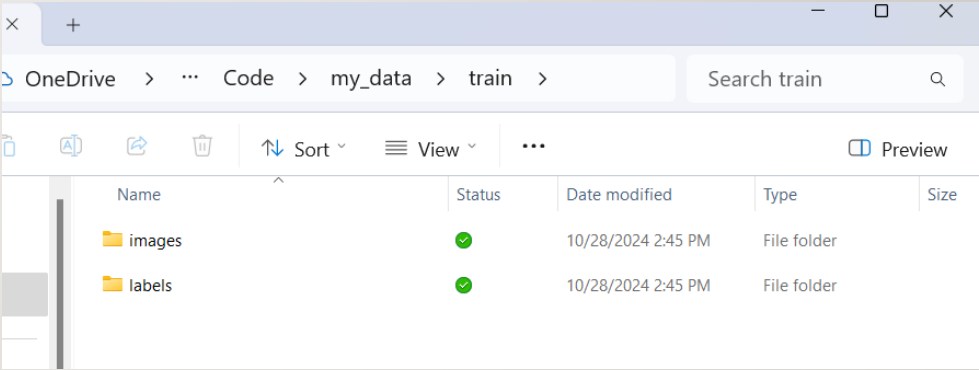 OneDrive > ... Code > my_data > train >
Search train
Sort
View
...
Preview
Name Status Date modified Type Size
images 10/28/2024 2:45 PM File folder
labels 10/28/2024 2:45 PM File folder